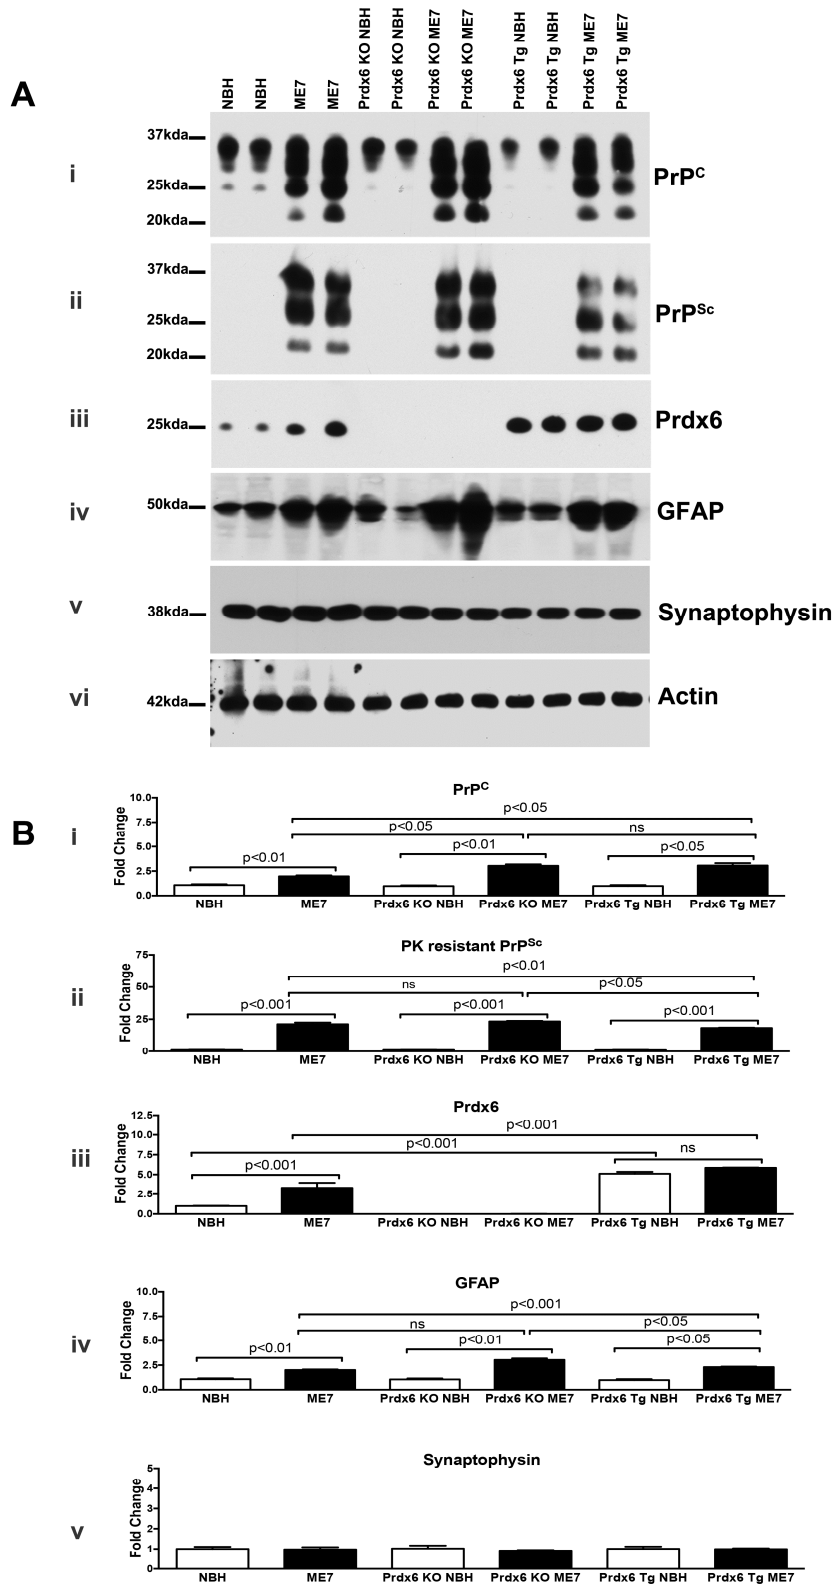 A
NBH
NBH
ME7
ME7
Prdx6 KO NBH
Prdx6 KO NBH
Prdx6 KO ME7
Prdx6 KO ME7
Prdx6 Tg NBH
Prdx6 Tg NBH
Prdx6 Tg ME7
Prdx6 Tg ME7
i
37kda
25kda
20kda
PrPC
ii
37kda
25kda
20kda
PrPSc
iii
25kda
Prdx6
iv
50kda
GFAP
v
38kda
Synaptophysin
vi
42kda
Actin
B
i
PrPC
Fold Change
10.0
7.5
5.0
2.5
0.0
p<0.05
p<0.05
ns
p<0.01
p<0.01
p<0.05
NBH ME7 Prdx6 KO NBH Prdx6 KO ME7 Prdx6 Tg NBH Prdx6 Tg ME7
ii
PK resistant PrPSc
Fold Change
75
50
25
0
p<0.01
ns
p<0.05
p<0.001
p<0.001
p<0.001
NBH ME7 Prdx6 KO NBH Prdx6 KO ME7 Prdx6 Tg NBH Prdx6 Tg ME7
iii
Prdx6
Fold Change
12.5
10.0
7.5
5.0
2.5
0.0
p<0.001
p<0.001
ns
p<0.001
NBH ME7 Prdx6 KO NBH Prdx6 KO ME7 Prdx6 Tg NBH Prdx6 Tg ME7
iv
GFAP
Fold Change
10.0
7.5
5.0
2.5
0.0
p<0.001
ns
p<0.05
p<0.01
p<0.01
p<0.05
NBH ME7 Prdx6 KO NBH Prdx6 KO ME7 Prdx6 Tg NBH Prdx6 Tg ME7
v
Synaptophysin
Fold Change
5
4
3
2
1
0
NBH ME7 Prdx6 KO NBH Prdx6 KO ME7 Prdx6 Tg NBH Prdx6 Tg ME7